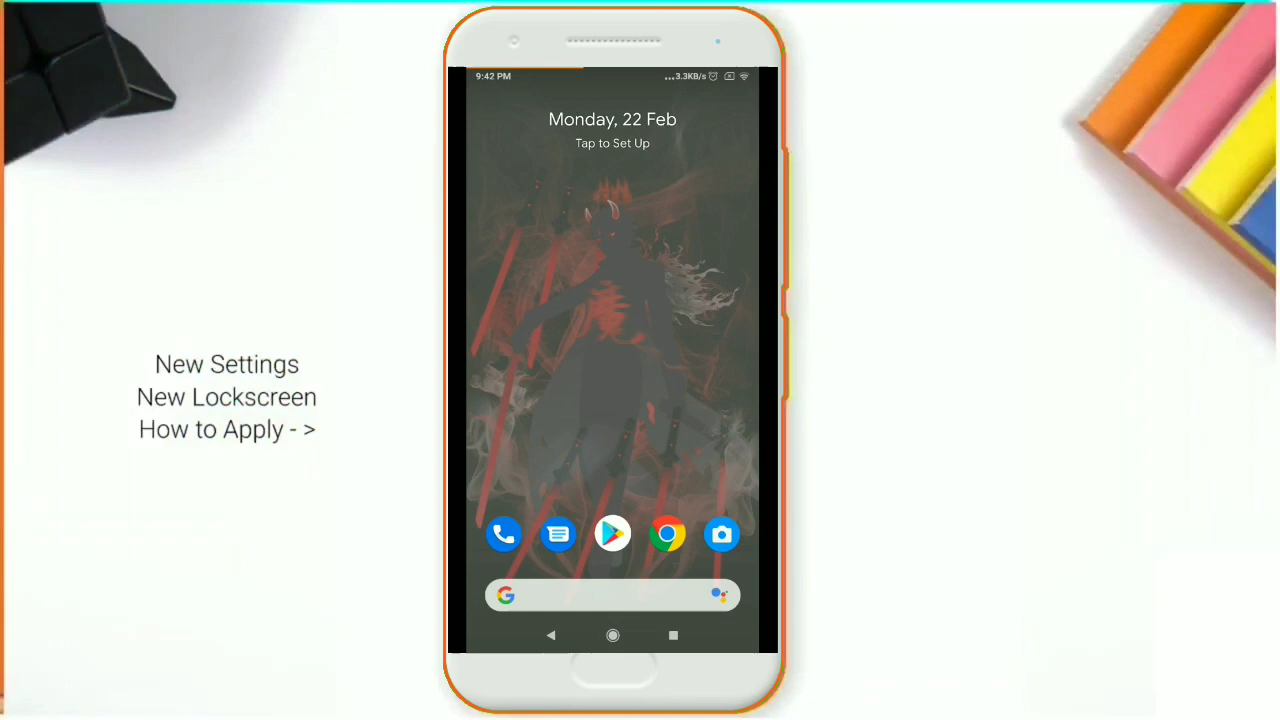 9:42 PM
...3.3KB/s
Monday, 22 Feb
Tap to Set Up
New Settings
New Lockscreen
How to Apply - >
G